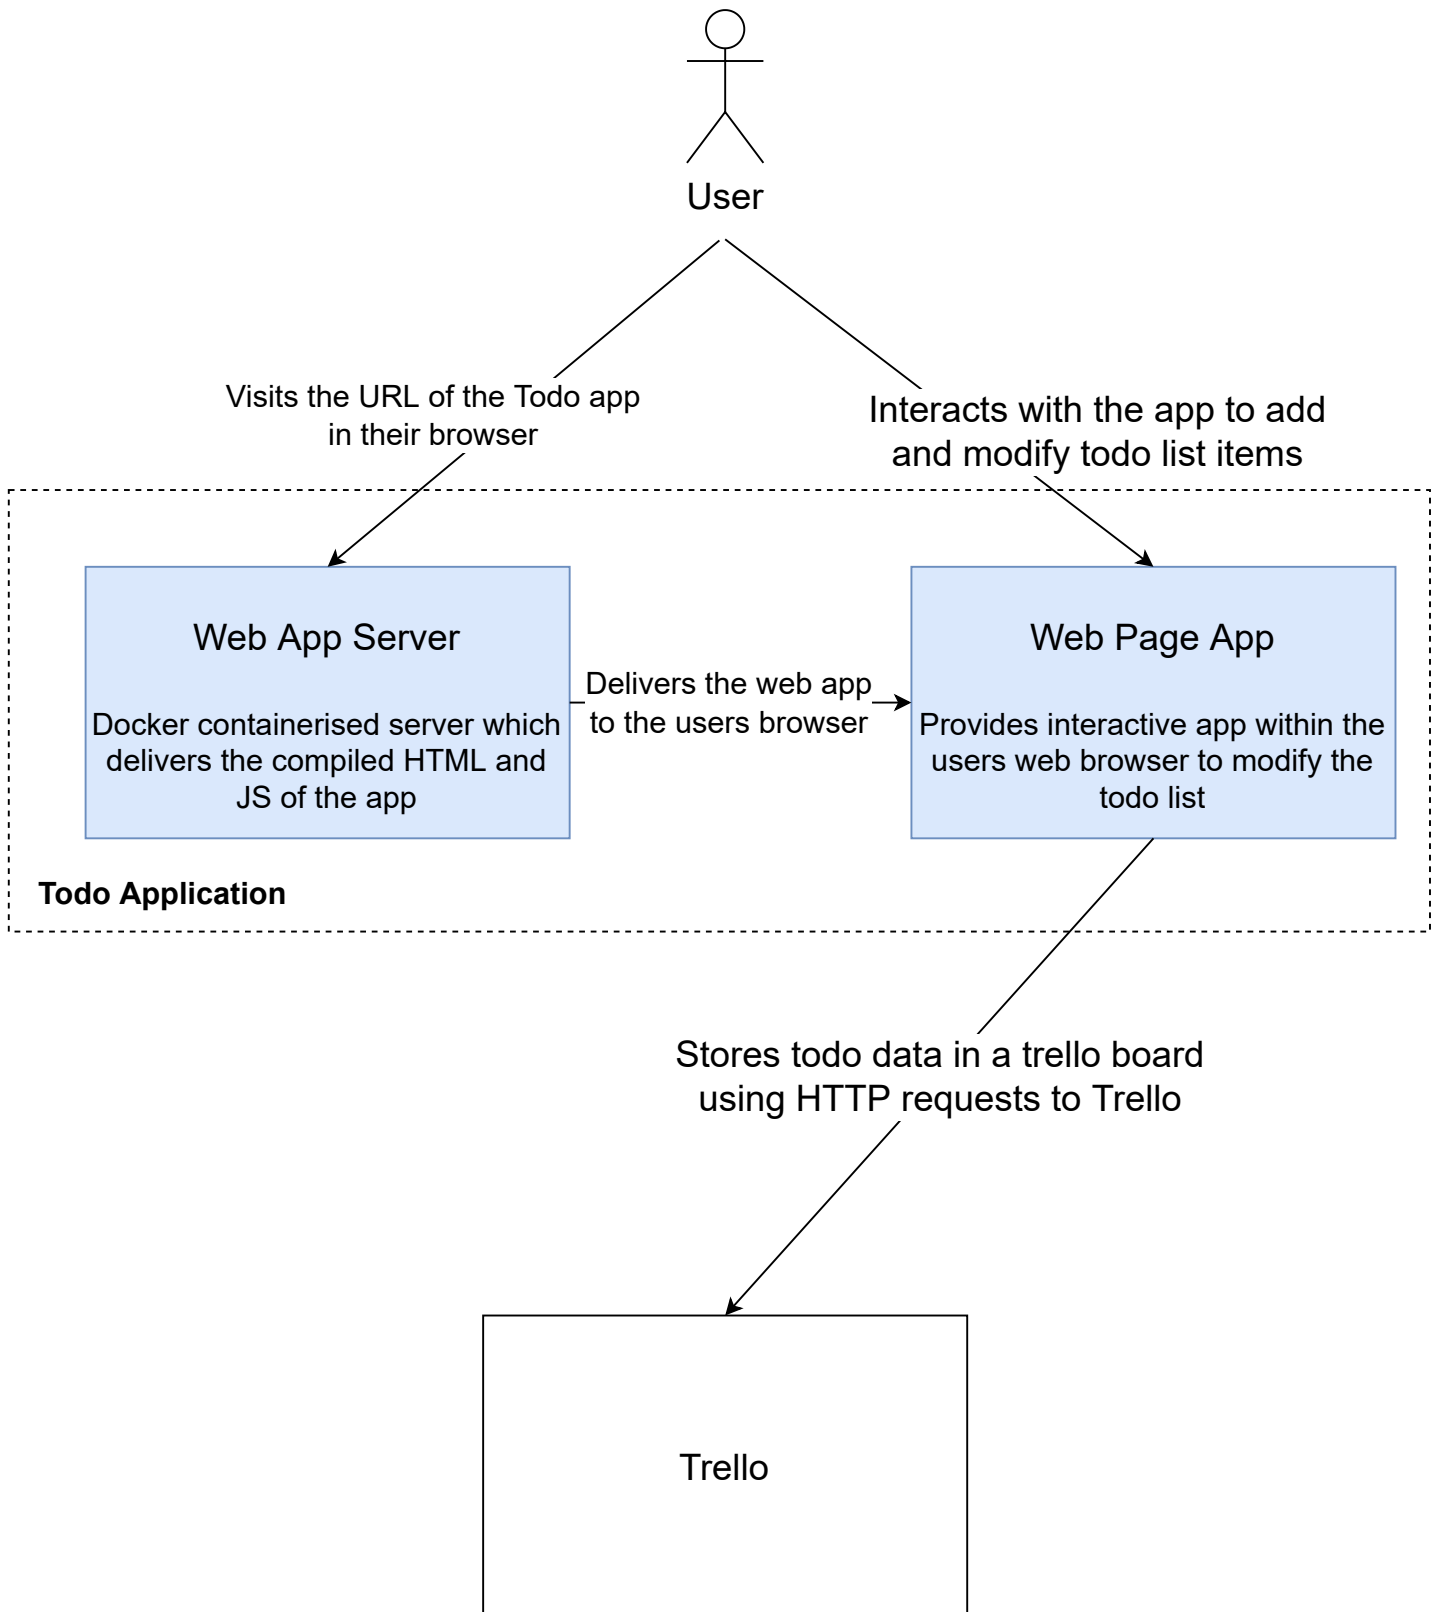 User
Visits the URL of the Todo app
in their browser
Interacts with the app to add
and modify todo list items
Web App Server
Docker containerised server which
delivers the compiled HTML and
JS of the app
Delivers the web app
to the users browser
Web Page App
Provides interactive app within the
users web browser to modify the
todo list
Todo Application
Stores todo data in a trello board
using HTTP requests to Trello
Trello